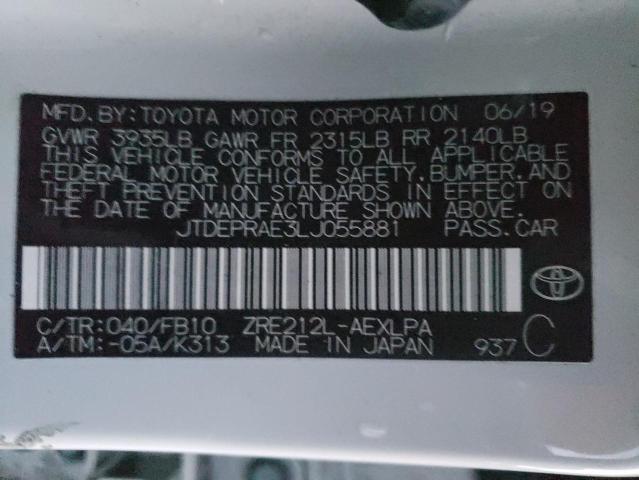 MFD.BY:TOYOTA MOTOR CORPORATION 06/19
GVWR 3935LB GAWR FR 2315LB RR 2140LB
THIS VEHICLE CONFORMS TO ALL APPLICABLE
FEDERAL MOTOR VEHICLE SAFETY,BUMPER,AND
THEFT PREVENTION STANDARDS IN EFFECT ON
THE DATE OF MANUFACTURE SHOWN ABOVE.
JTDEPRAE3LJ055881 PASS.CAR
C/TR:040/FB10 ZRE212L-AEXLPA
A/TM:-05A/K313 MADE IN JAPAN 937 C